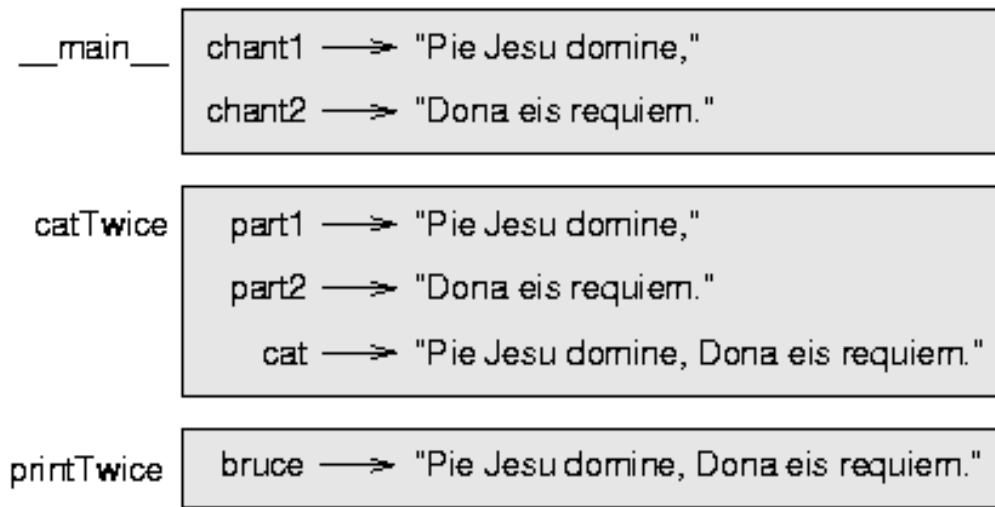 __main__ chant1 "Pie Jesu domine,"
chant2 "Dona eis requiem."
catTwice part1 "Pie Jesu domine,"
part2 "Dona eis requiem."
cat "Pie Jesu domine, Dona eis requiem."
printTwice bruce "Pie Jesu domine, Dona eis requiem."